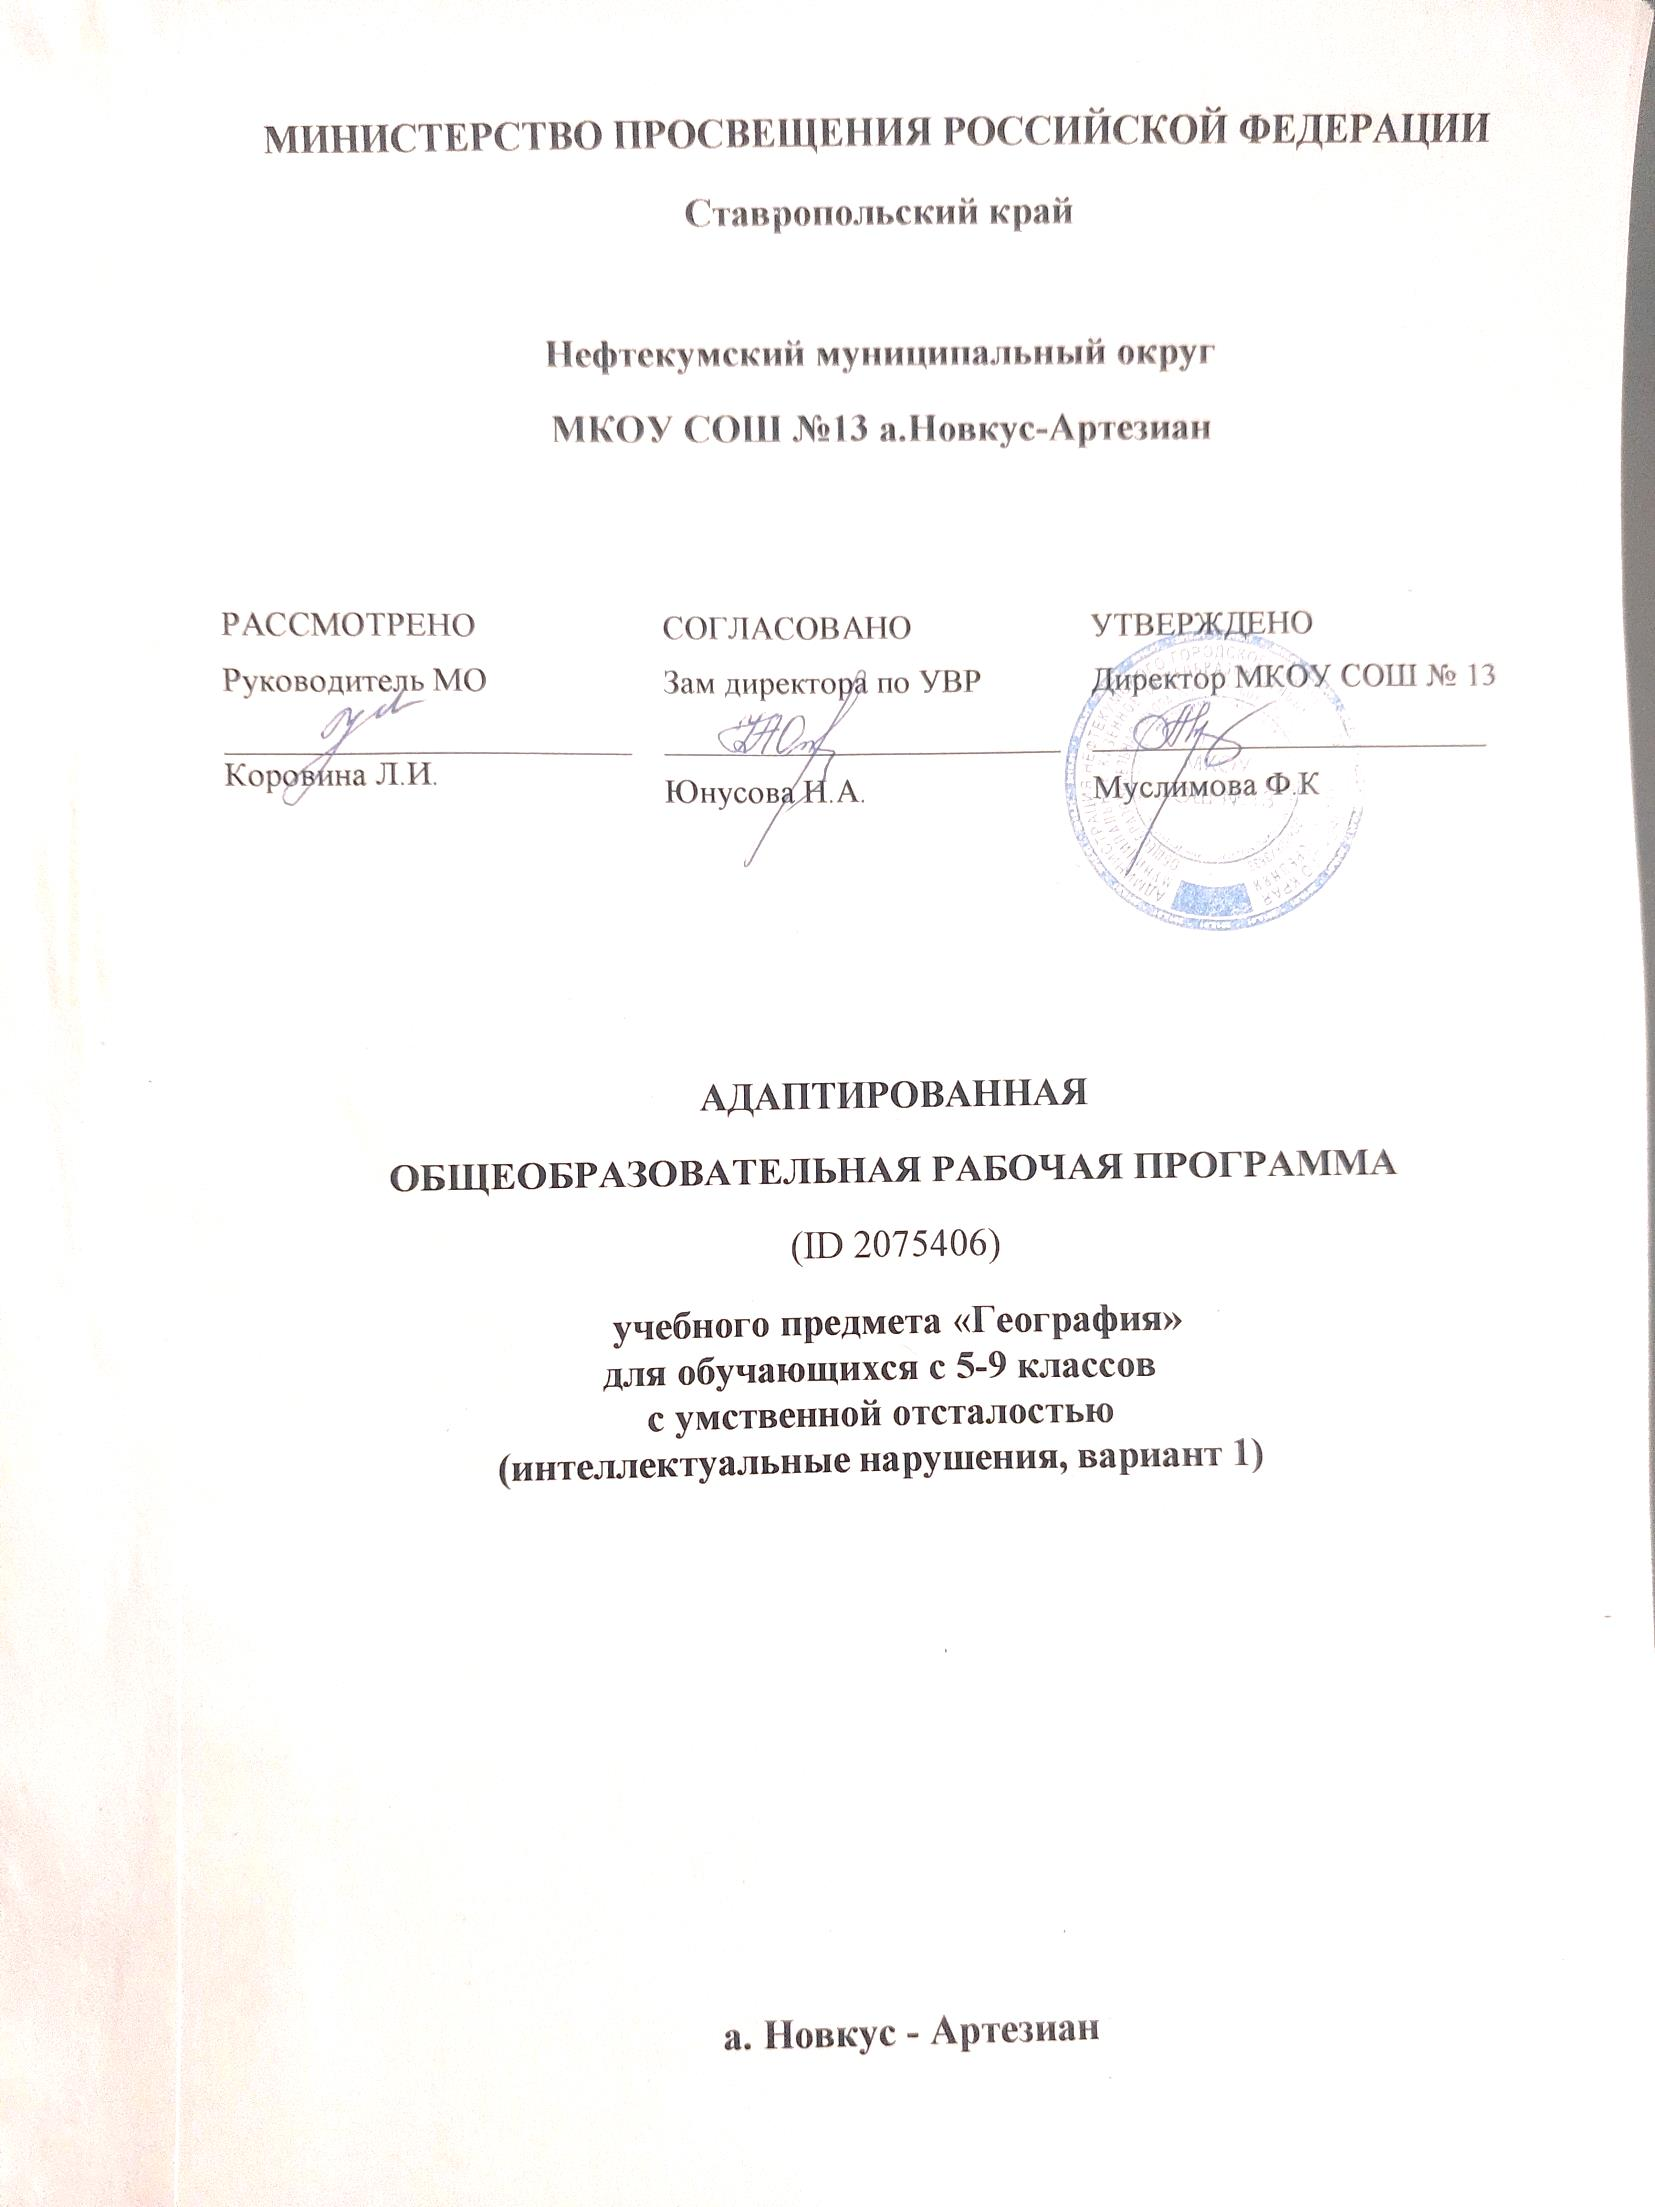 МИНИСТЕРСТВО ПРОСВЕЩЕНИЯ РОССИЙСКОЙ ФЕДЕРАЦИИ
Ставропольский край
Нефтекумский муниципальный округ
МКОУ СОШ №13 а.Новкус-Артезиан
РАССМОТРЕНО
Руководитель МО
Коровина Л.И.
СОГЛАСОВАНО
Зам директора по УВР
Юнусова Н.А.
УТВЕРЖДЕНО
Директор МКОУ СОШ № 13
Муслимова Ф.К
АДАПТИРОВАННАЯ
ОБЩЕОБРАЗОВАТЕЛЬНАЯ РАБОЧАЯ ПРОГРАММА
(ID 2075406)
учебного предмета «География»
для обучающихся с 5-9 классов
с умственной отсталостью
(интеллектуальные нарушения, вариант 1)
а. Новкус - Артезиан